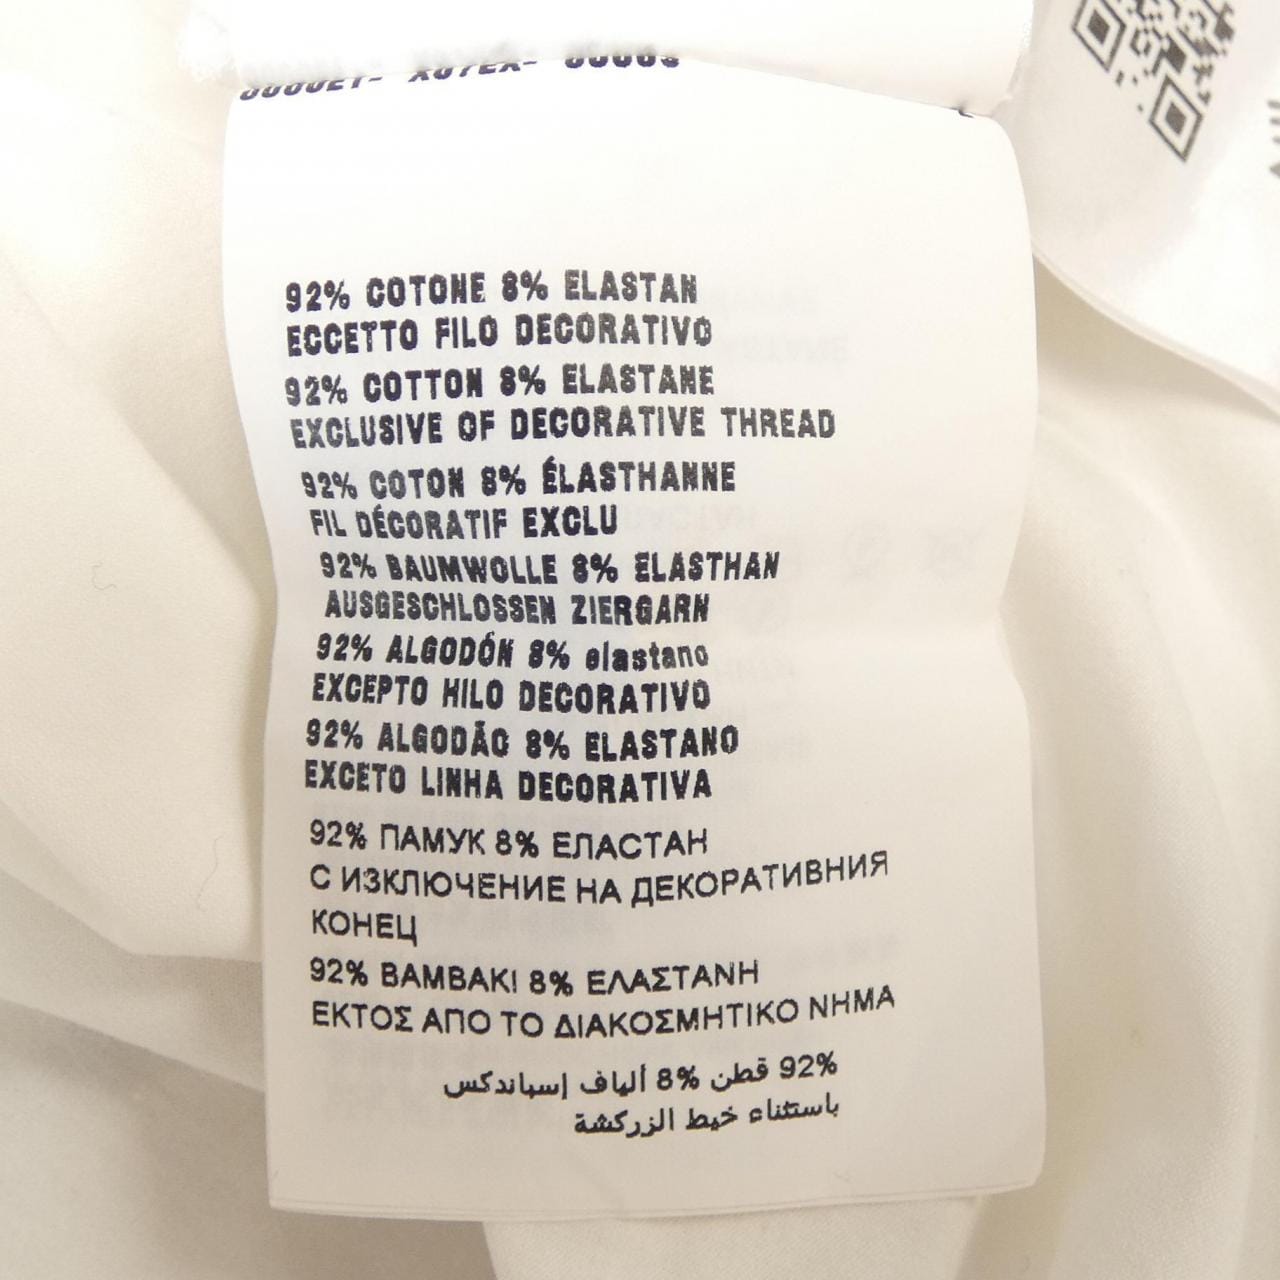 92% COTONE 8% ELASTAN
ECCETTO FILO DECORATIVO
92% COTTON 8% ELASTANE
EXCLUSIVE OF DECORATIVE THREAD
92% COTON 8% ÉLASTHANNE
FIL DÉCORATIF EXCLU
92% BAUMWOLLE 8% ELASTHAN
AUSGESCHLOSSEN ZIERGARN
92% ALGODÓN 8% elastano
EXCEPTO HILO DECORATIVO
92% ALGODÃO 8% ELASTANO
EXCETO LINHA DECORATIVA
92% ПАМУК 8% ЕЛАСТАН
С ИЗКЛЮЧЕНИЕ НА ДЕКОРАТИВНИЯ
КОНЕЦ
92% ΒΑΜΒΑΚΙ 8% ΕΛΑΣΤΑΝΗ
ΕΚΤΟΣ ΑΠΟ ΤΟ ΔΙΑΚΟΣΜΗΤΙΚΟ ΝΗΜΑ
92% قطن 8% ألياف إسباندكس
باستثناء خيط الزركشة